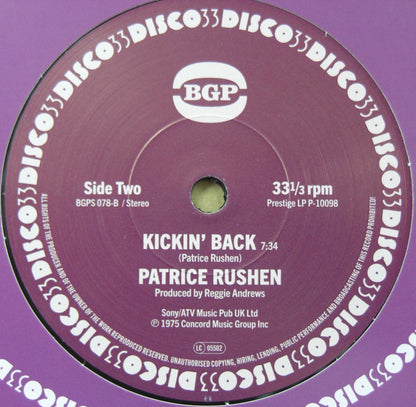 DISCO33DISCO33DISCO33DISCO33DISCO33DISCO33DISCO33DISCO33
BGP
Side Two
BGPS 078-B / Stereo
33 1/3 rpm
Prestige LP P-10098
KICKIN' BACK 7:34
(Patrice Rushen)
PATRICE RUSHEN
Produced by Reggie Andrews
Sony/ATV Music Pub UK Ltd
℗ 1975 Concord Music Group Inc
LC 05502
ALL RIGHTS OF THE PRODUCER AND OF THE OWNER OF THE WORK REPRODUCED RESERVED. UNAUTHORISED COPYING, HIRING, LENDING, PUBLIC PERFORMANCE AND BROADCASTING OF THIS RECORD PROHIBITED!